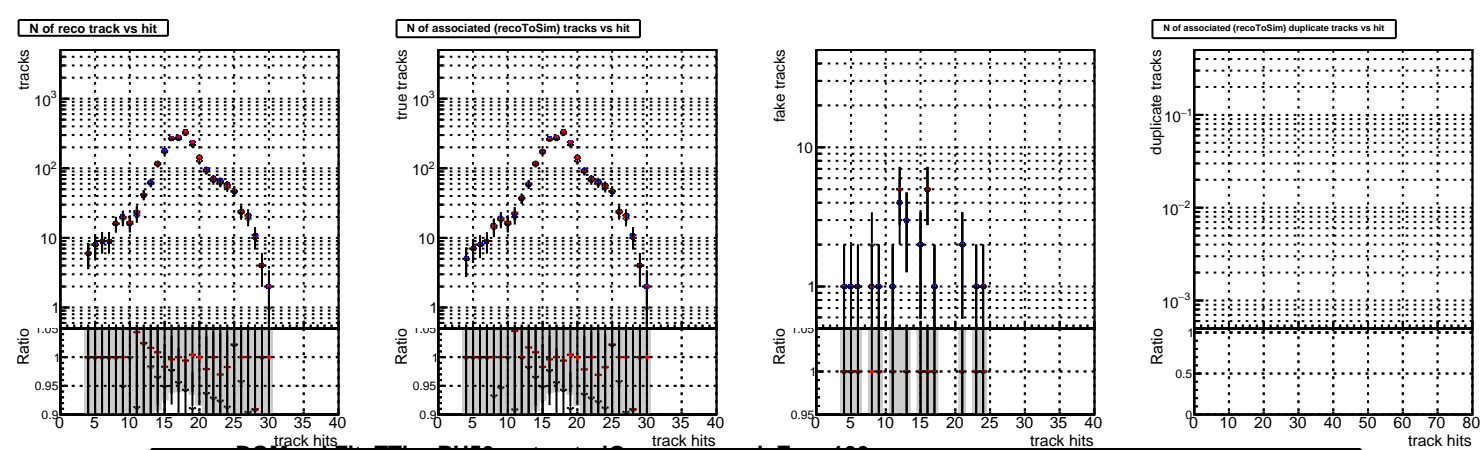 N of reco track vs hit
tracks
10³
10²
10
1
1.05
Ratio
1
0.95
0.9
0 5 10 15 20 25 30 35 40
track hits
N of associated (recoToSim) tracks vs hit
true tracks
10³
10²
10
1
1.05
Ratio
1
0.95
0.9
0 5 10 15 20 25 30 35 40
track hits
fake tracks
10
1
1.05
Ratio
1
0.95
0 5 10 15 20 25 30 35 40
track hits
N of associated (recoToSim) duplicate tracks vs hit
duplicate tracks
10⁻¹
10⁻²
10⁻³
1
Ratio
0.5
0
0 10 20 30 40 50 60 70 80
track hits